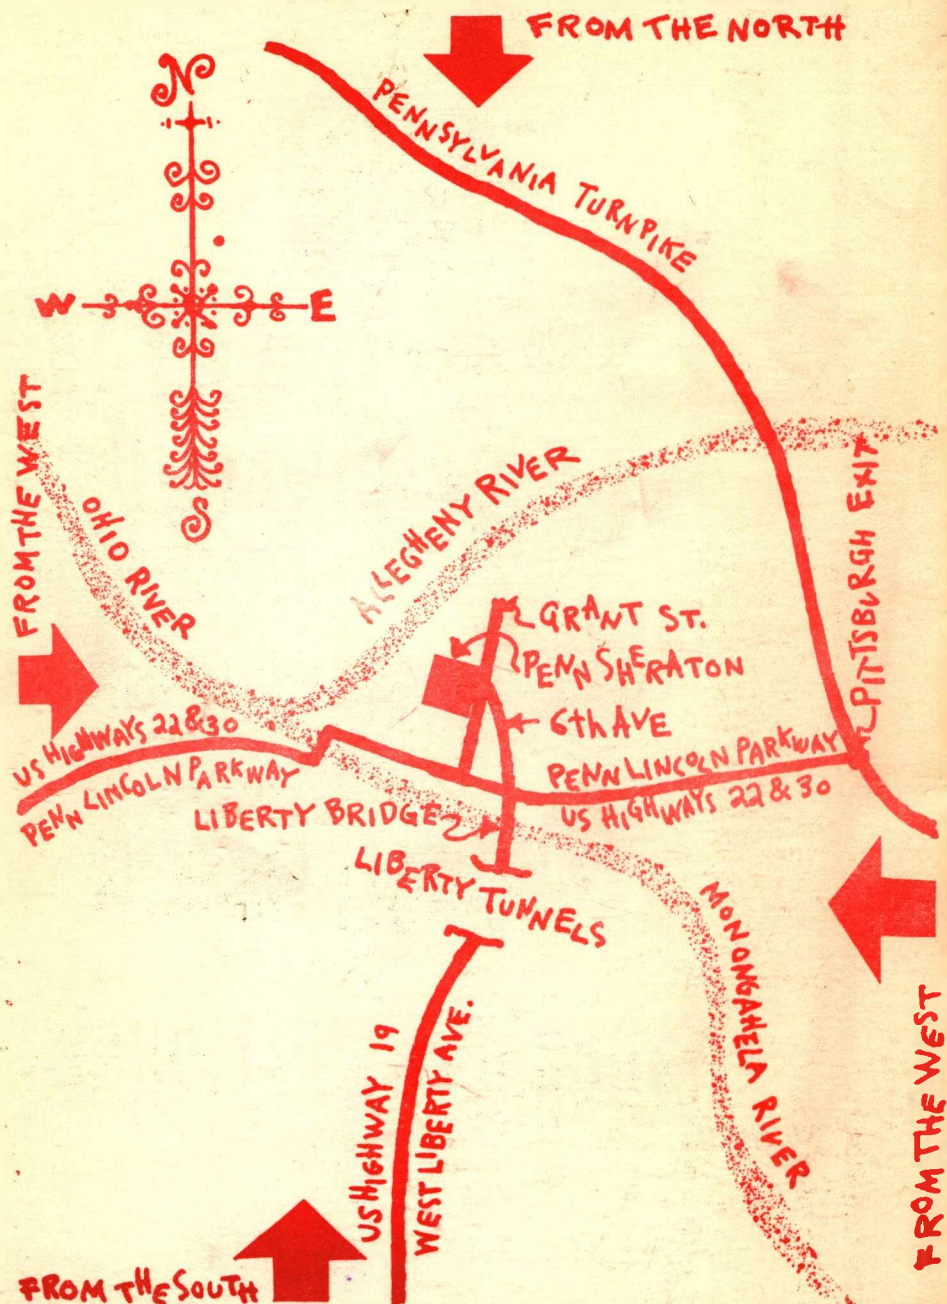 FROM THE NORTH
N
PENNSYLVANIA TURNPIKE
W
E
S
FROM THE WEST
OHIO RIVER
ALLEGHENY RIVER
PITTSBURGH EXIT
GRANT ST.
PENN SHERATON
6th AVE
US HIGHWAYS 22 & 30
PENN LINCOLN PARKWAY
PENN LINCOLN PARKWAY
US HIGHWAYS 22 & 30
LIBERTY BRIDGE
LIBERTY TUNNELS
MONONGAHELA RIVER
US HIGHWAY 19
WEST LIBERTY AVE.
FROM THE WEST
FROM THE SOUTH